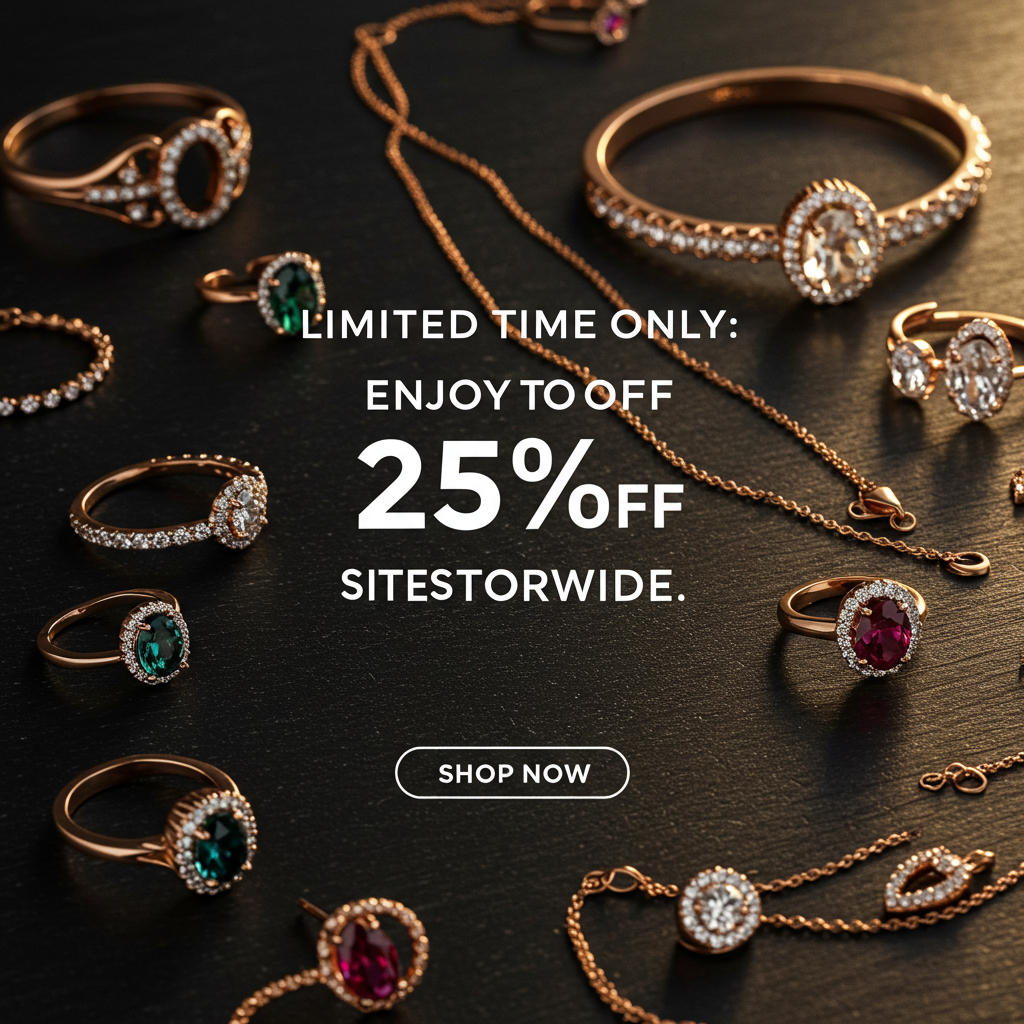 LIMITED TIME ONLY:
ENJOY TO OFF
25%OFF
SITESTORWIDE.
SHOP NOW